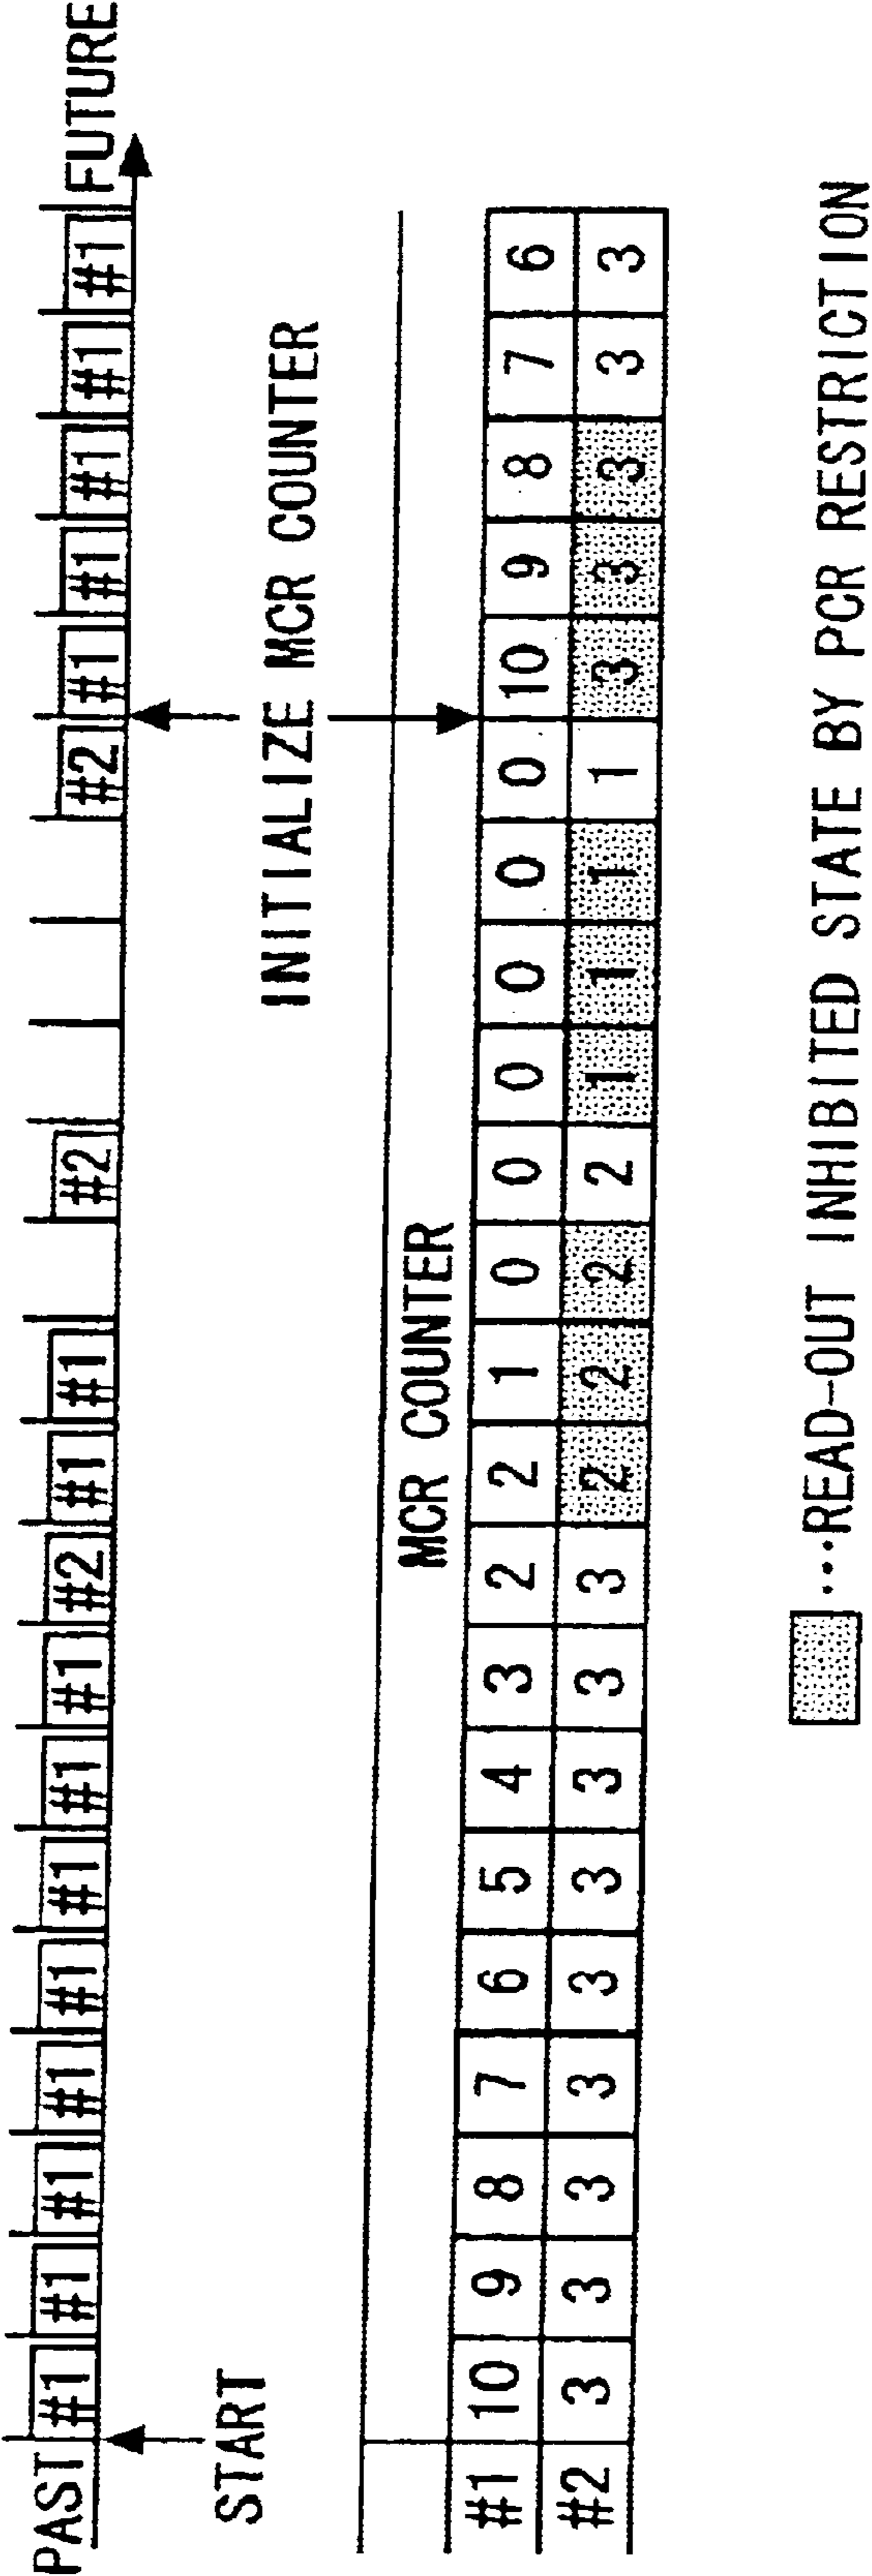 PAST #1 #1 #1 #1 #1 #1 #1 #1 #2 #1 #1 #2 #2 #1 #1 #1 #1 #1 FUTURE
START
INITIALIZE MCR COUNTER
MCR COUNTER
#1 10 9 8 7 6 5 4 3 2 2 1 0 0 0 0 0 0 10 9 8 7 6
#2 3 3 3 3 3 3 3 3 3 2 2 2 2 1 1 1 1 3 3 3 3 3
...READ-OUT INHIBITED STATE BY PCR RESTRICTION